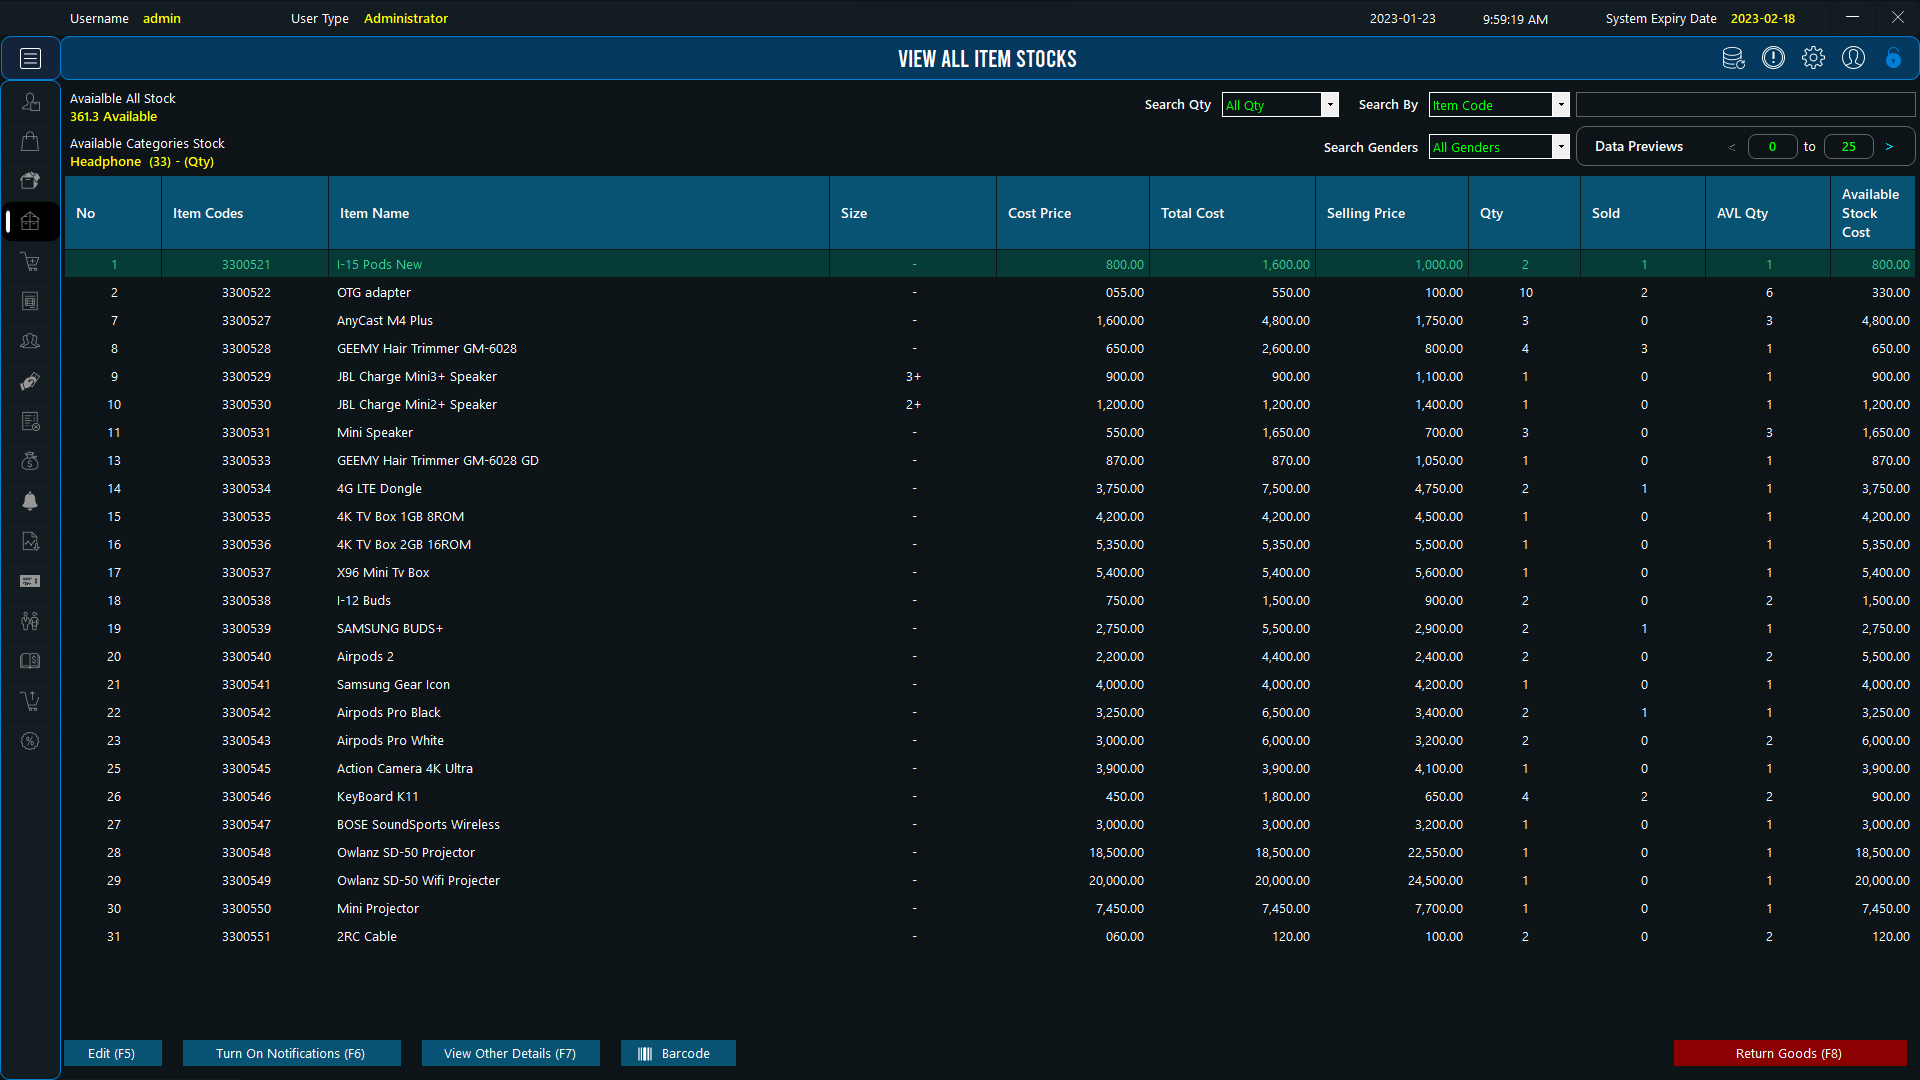 Username admin User Type Administrator 2023-01-23 9:59:19 AM System Expiry Date 2023-02-18
VIEW ALL ITEM STOCKS
Avaialble All Stock
361.3 Available
Search Qty All Qty Search By Item Code
Available Categories Stock
Headphone (33) - (Qty)
Search Genders All Genders Data Previews < 0 to 25 >
No Item Codes Item Name Size Cost Price Total Cost Selling Price Qty Sold AVL Qty Available Stock Cost
1 3300521 I-15 Pods New - 800.00 1,600.00 1,000.00 2 1 1 800.00
2 3300522 OTG adapter - 055.00 550.00 100.00 10 2 6 330.00
7 3300527 AnyCast M4 Plus - 1,600.00 4,800.00 1,750.00 3 0 3 4,800.00
8 3300528 GEEMY Hair Trimmer GM-6028 - 650.00 2,600.00 800.00 4 3 1 650.00
9 3300529 JBL Charge Mini3+ Speaker 3+ 900.00 900.00 1,100.00 1 0 1 900.00
10 3300530 JBL Charge Mini2+ Speaker 2+ 1,200.00 1,200.00 1,400.00 1 0 1 1,200.00
11 3300531 Mini Speaker - 550.00 1,650.00 700.00 3 0 3 1,650.00
13 3300533 GEEMY Hair Trimmer GM-6028 GD - 870.00 870.00 1,050.00 1 0 1 870.00
14 3300534 4G LTE Dongle - 3,750.00 7,500.00 4,750.00 2 1 1 3,750.00
15 3300535 4K TV Box 1GB 8ROM - 4,200.00 4,200.00 4,500.00 1 0 1 4,200.00
16 3300536 4K TV Box 2GB 16ROM - 5,350.00 5,350.00 5,500.00 1 0 1 5,350.00
17 3300537 X96 Mini Tv Box - 5,400.00 5,400.00 5,600.00 1 0 1 5,400.00
18 3300538 I-12 Buds - 750.00 1,500.00 900.00 2 0 2 1,500.00
19 3300539 SAMSUNG BUDS+ - 2,750.00 5,500.00 2,900.00 2 1 1 2,750.00
20 3300540 Airpods 2 - 2,200.00 4,400.00 2,400.00 2 0 2 5,500.00
21 3300541 Samsung Gear Icon - 4,000.00 4,000.00 4,200.00 1 0 1 4,000.00
22 3300542 Airpods Pro Black - 3,250.00 6,500.00 3,400.00 2 1 1 3,250.00
23 3300543 Airpods Pro White - 3,000.00 6,000.00 3,200.00 2 0 2 6,000.00
25 3300545 Action Camera 4K Ultra - 3,900.00 3,900.00 4,100.00 1 0 1 3,900.00
26 3300546 KeyBoard K11 - 450.00 1,800.00 650.00 4 2 2 900.00
27 3300547 BOSE SoundSports Wireless - 3,000.00 3,000.00 3,200.00 1 0 1 3,000.00
28 3300548 Owlanz SD-50 Projector - 18,500.00 18,500.00 22,550.00 1 0 1 18,500.00
29 3300549 Owlanz SD-50 Wifi Projecter - 20,000.00 20,000.00 24,500.00 1 0 1 20,000.00
30 3300550 Mini Projector - 7,450.00 7,450.00 7,700.00 1 0 1 7,450.00
31 3300551 2RC Cable - 060.00 120.00 100.00 2 0 2 120.00
Edit (F5) Turn On Notifications (F6) View Other Details (F7) Barcode Return Goods (F8)